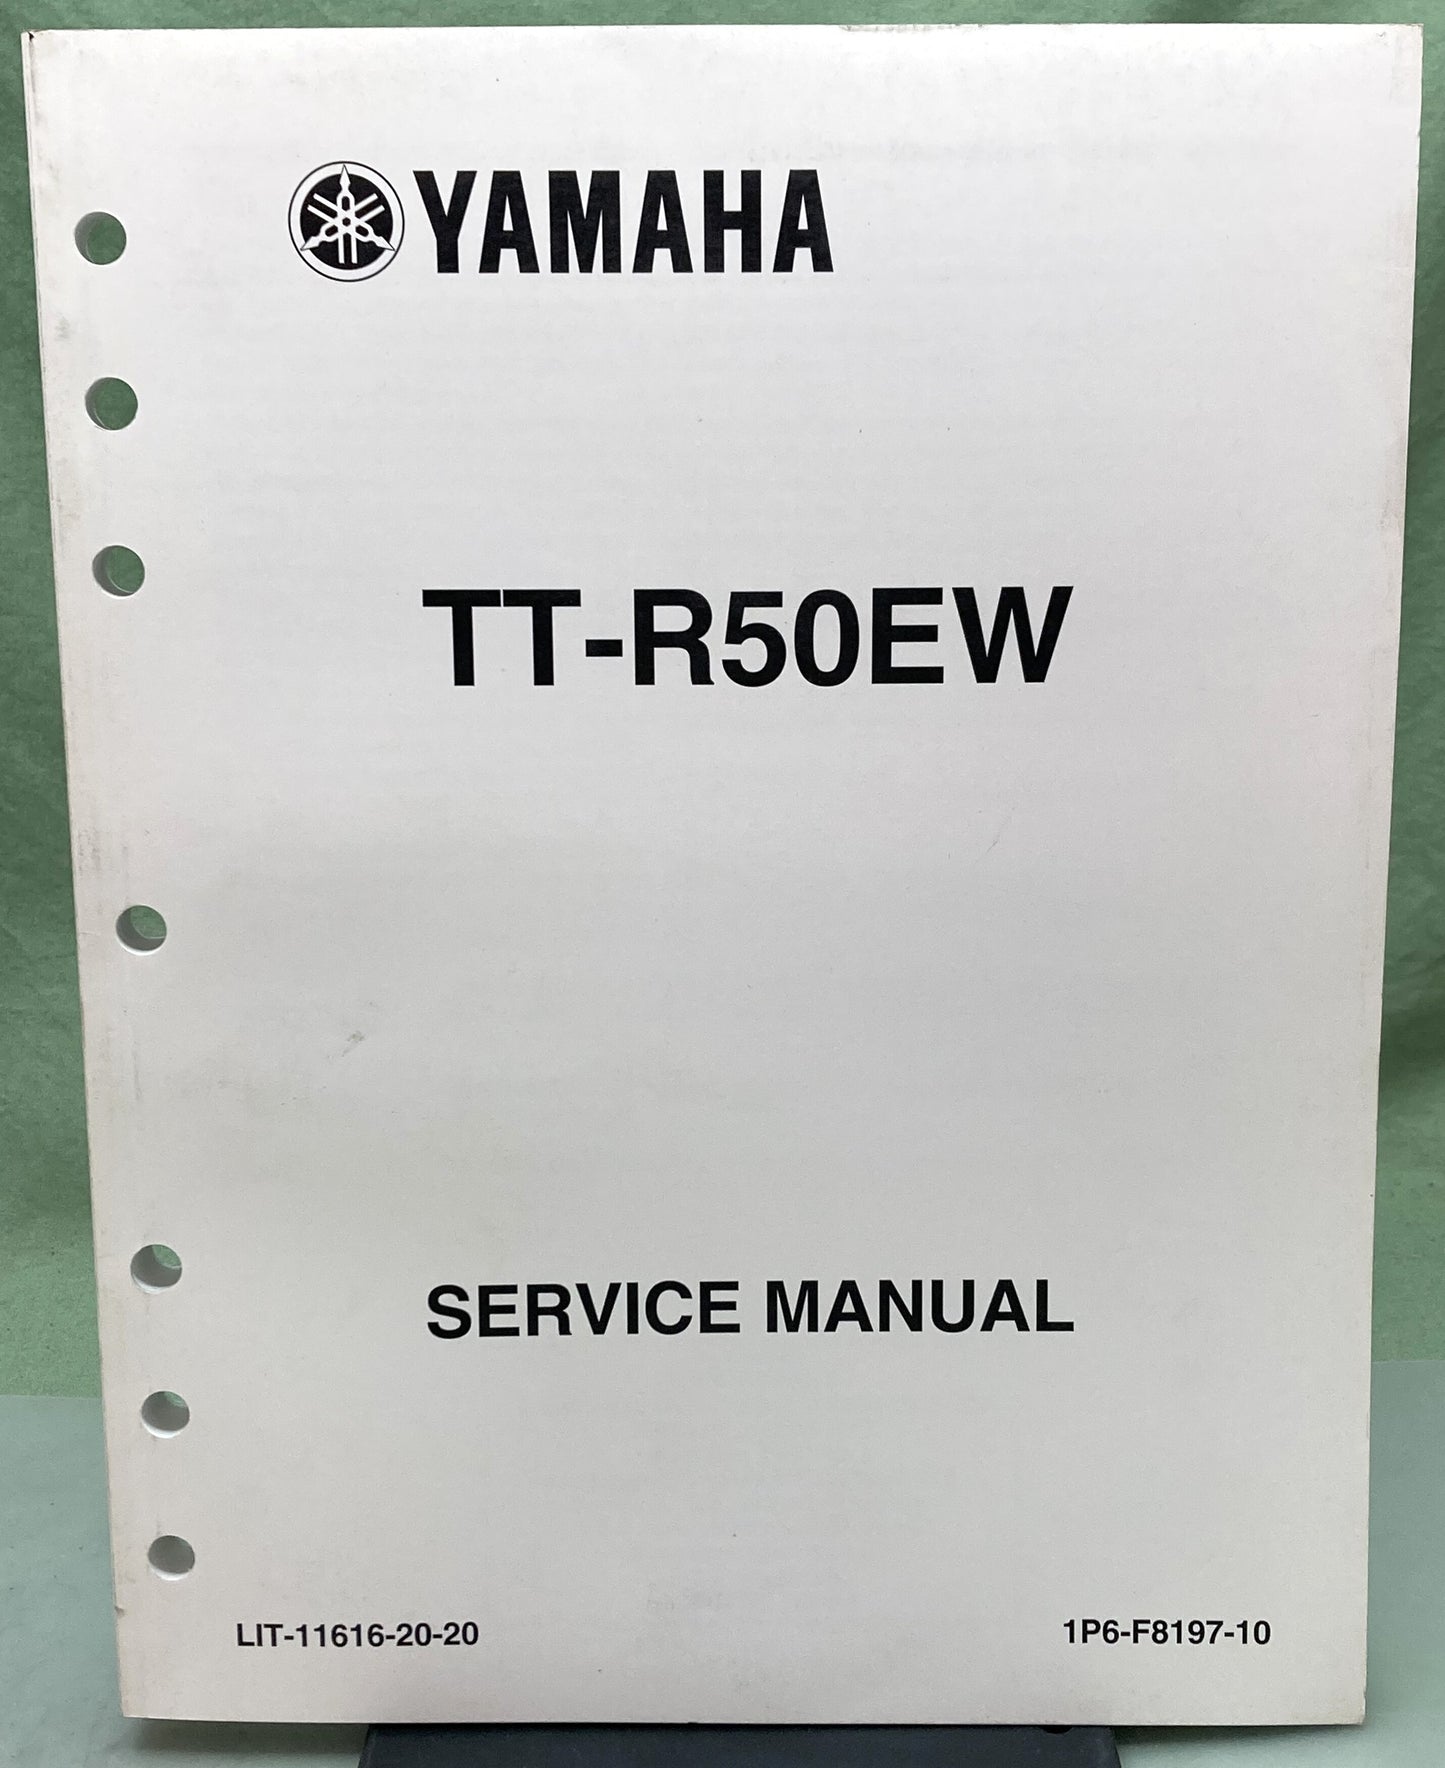 YAMAHA
TT-R50EW
SERVICE MANUAL
LIT-11616-20-20
1P6-F8197-10